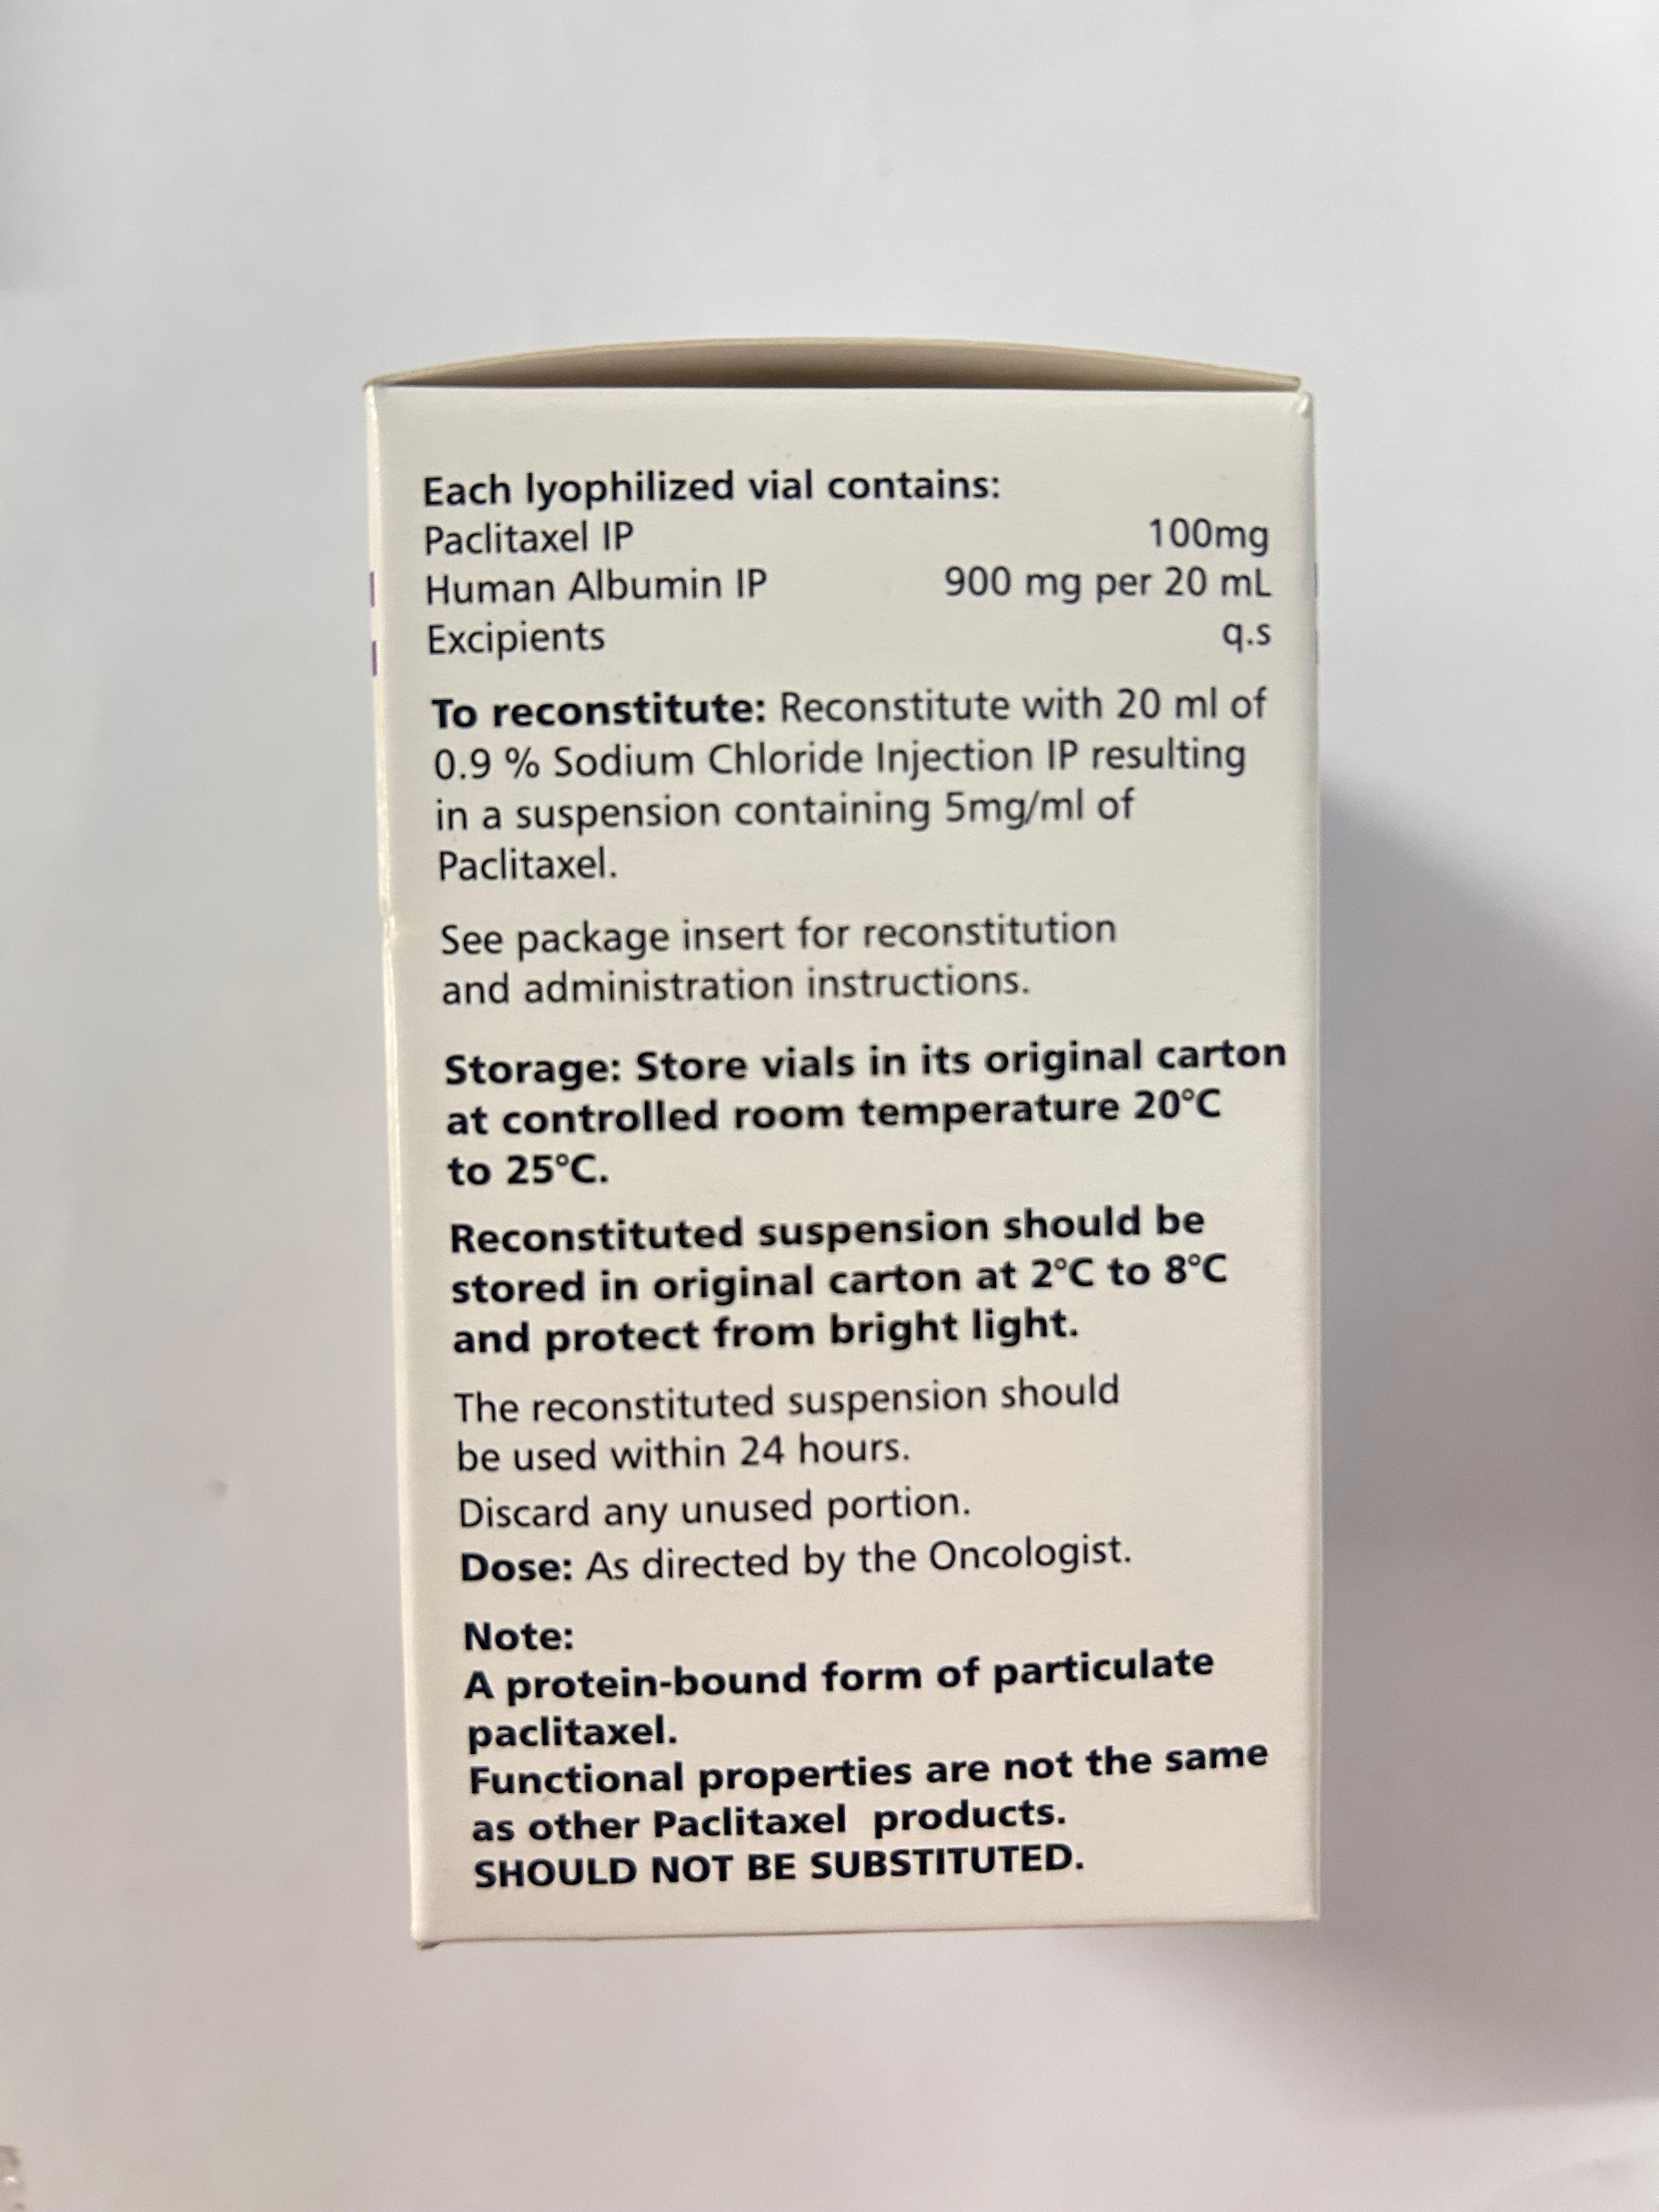 Each lyophilized vial contains:
Paclitaxel IP 100mg
Human Albumin IP 900 mg per 20 mL
Excipients q.s
To reconstitute: Reconstitute with 20 ml of
0.9 % Sodium Chloride Injection IP resulting
in a suspension containing 5mg/ml of
Paclitaxel.
See package insert for reconstitution
and administration instructions.
Storage: Store vials in its original carton
at controlled room temperature 20°C
to 25°C.
Reconstituted suspension should be
stored in original carton at 2°C to 8°C
and protect from bright light.
The reconstituted suspension should
be used within 24 hours.
Discard any unused portion.
Dose: As directed by the Oncologist.
Note:
A protein-bound form of particulate
paclitaxel.
Functional properties are not the same
as other Paclitaxel products.
SHOULD NOT BE SUBSTITUTED.